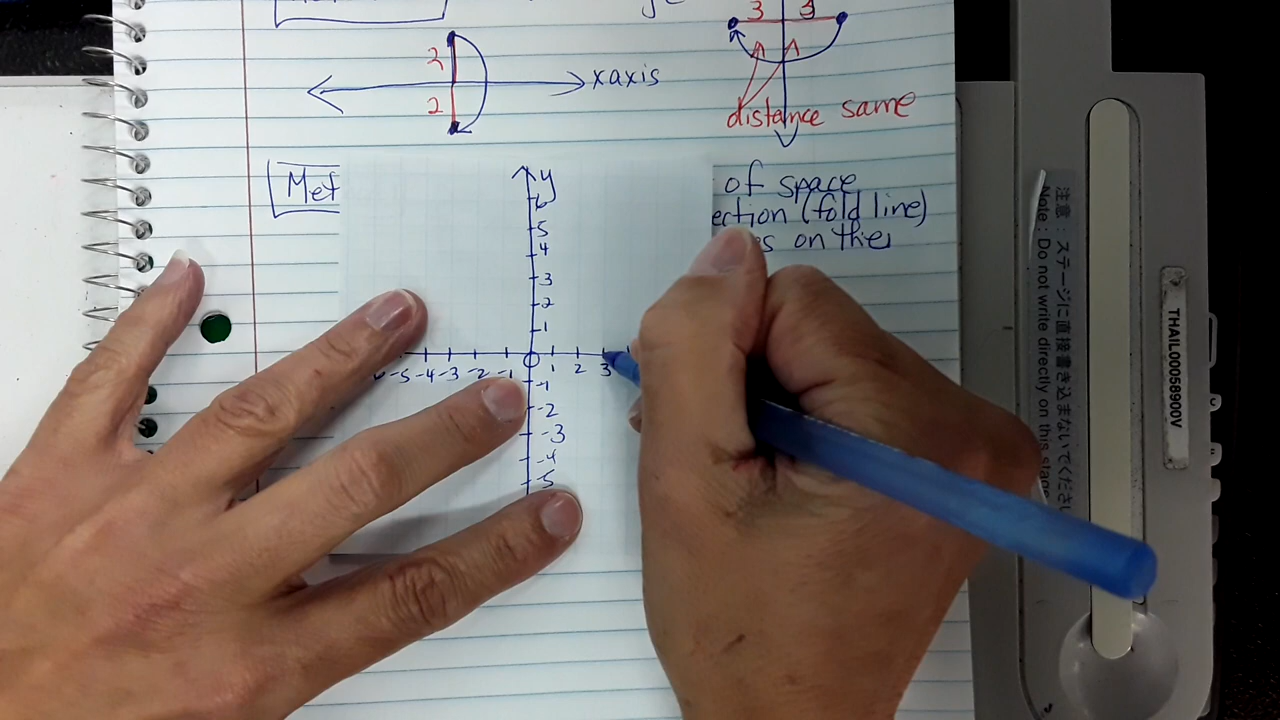 3 3
2
xaxis
2
distance same
Met
of space
ection (fold line)
on the
y
6
5
4
3
2
1
-5 -4 -3 -2 -1 0 1 2 3
-1
-2
-3
-4
-5
注意：ステージに直接書き込まないでくださ
Note : Do not write directly on this stage
THAIL00058900V